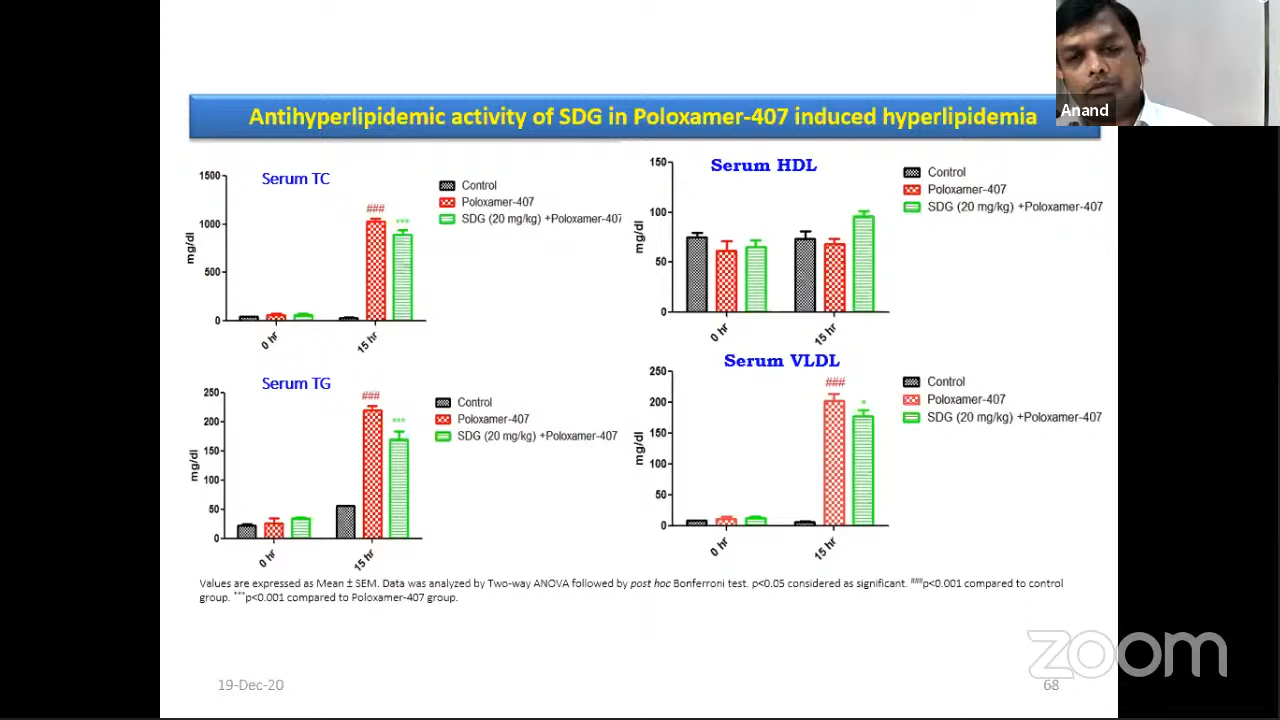 Anand
Antihyperlipidemic activity of SDG in Poloxamer-407 induced hyperlipidemia
Serum TC
1500
1000
500
0
mg/dl
###
***
0 hr
15 hr
Control
Poloxamer-407
SDG (20 mg/kg) +Poloxamer-407
Serum HDL
150
100
50
0
mg/dl
0 hr
15 hr
Control
Poloxamer-407
SDG (20 mg/kg) +Poloxamer-407
Serum TG
250
200
150
100
50
0
mg/dl
###
***
0 hr
15 hr
Control
Poloxamer-407
SDG (20 mg/kg) +Poloxamer-407
Serum VLDL
250
200
150
100
50
0
mg/dl
###
*
0 hr
15 hr
Control
Poloxamer-407
SDG (20 mg/kg) +Poloxamer-407
Values are expressed as Mean ± SEM. Data was analyzed by Two-way ANOVA followed by post hoc Bonferroni test. p<0.05 considered as significant. ###p<0.001 compared to control
group. ***p<0.001 compared to Poloxamer-407 group.
zoom
19-Dec-20
68